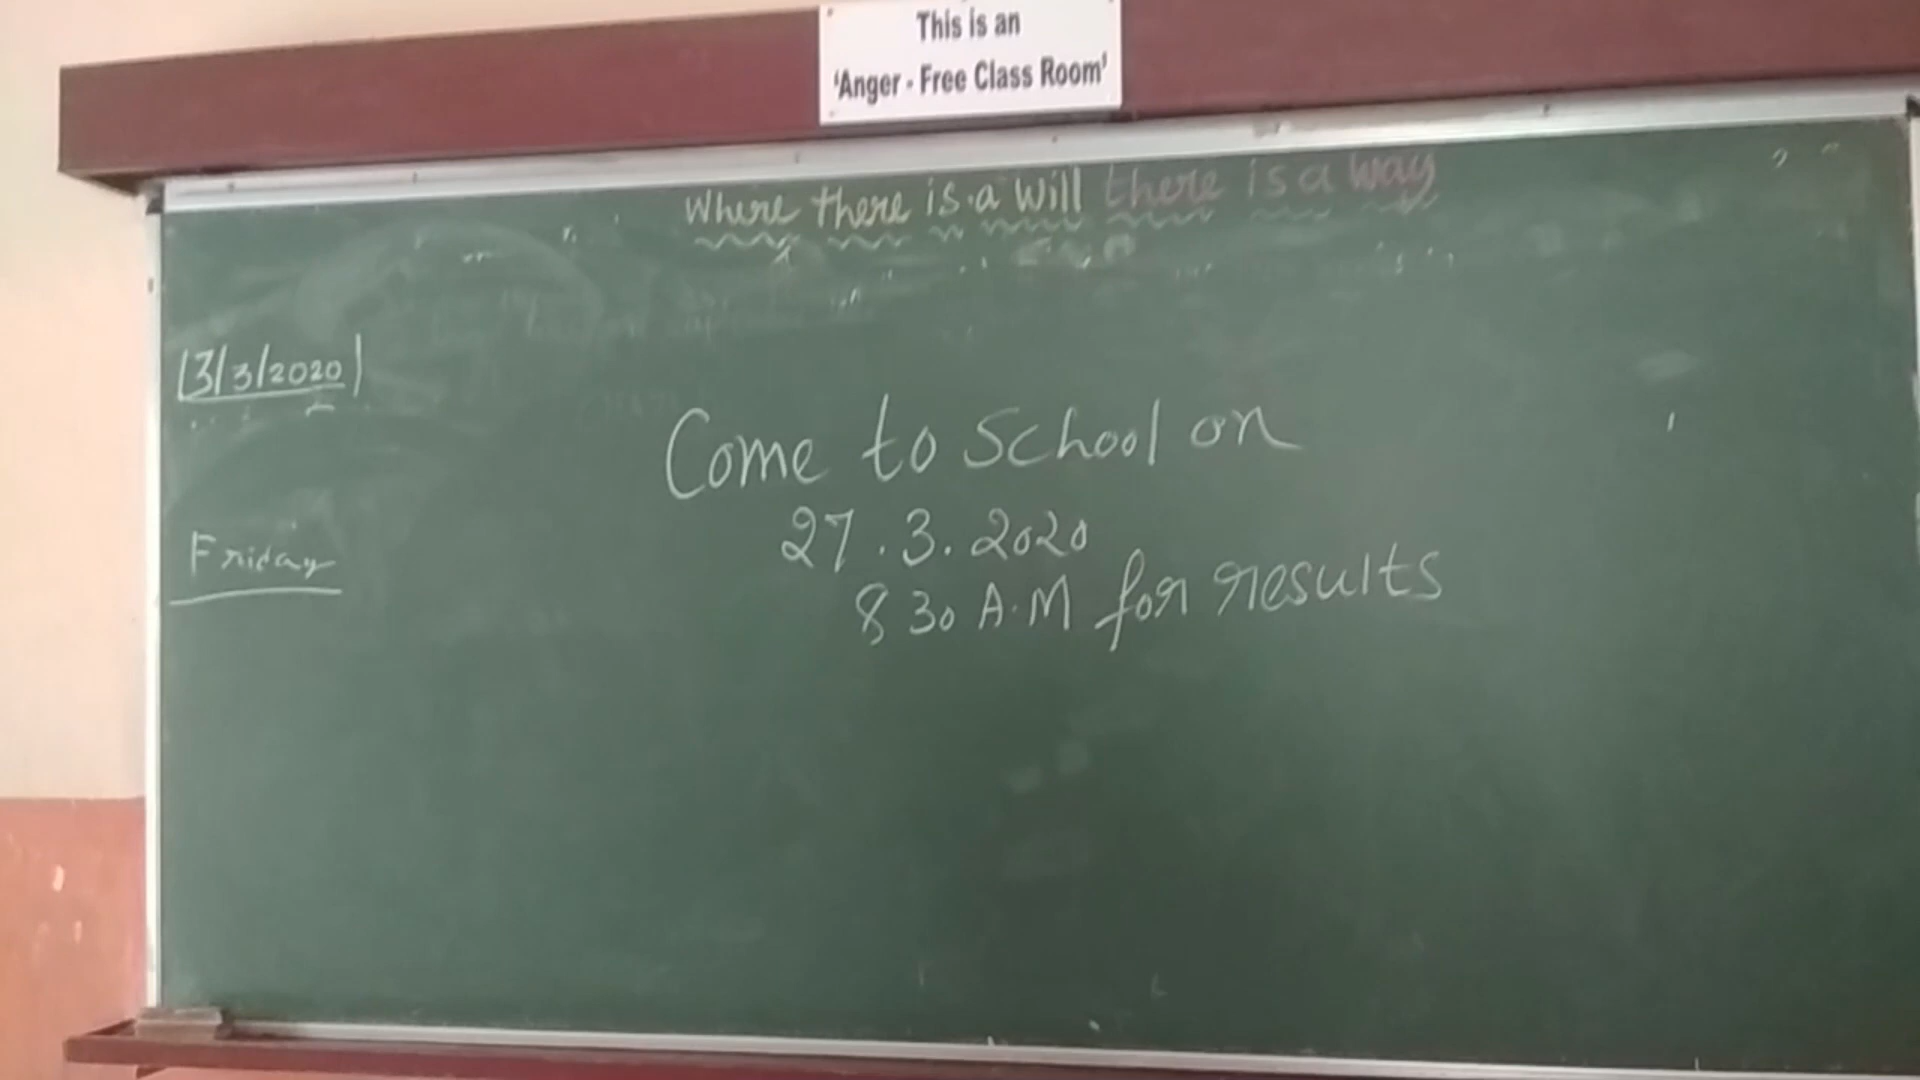 This is an
'Anger - Free Class Room'
Where there is a Will there is a way
13/3/2020
Come to School on
27.3.2020
Friday
8 30 A.M for results